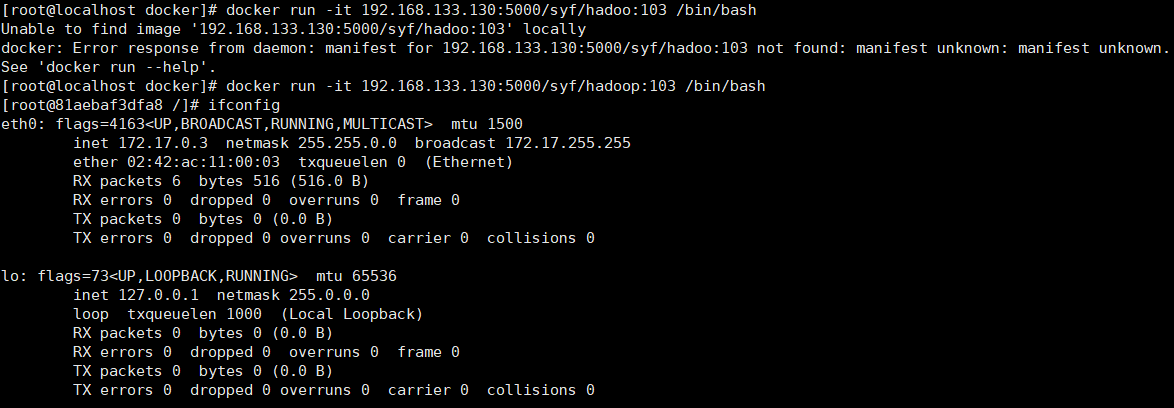 [root@localhost docker]# docker run -it 192.168.133.130:5000/syf/hadoo:103 /bin/bash
Unable to find image '192.168.133.130:5000/syf/hadoo:103' locally
docker: Error response from daemon: manifest for 192.168.133.130:5000/syf/hadoo:103 not found: manifest unknown: manifest unknown.
See 'docker run --help'.
[root@localhost docker]# docker run -it 192.168.133.130:5000/syf/hadoop:103 /bin/bash
[root@81aebaf3dfa8 /]# ifconfig
eth0: flags=4163<UP,BROADCAST,RUNNING,MULTICAST>  mtu 1500
        inet 172.17.0.3  netmask 255.255.0.0  broadcast 172.17.255.255
        ether 02:42:ac:11:00:03  txqueuelen 0  (Ethernet)
        RX packets 6  bytes 516 (516.0 B)
        RX errors 0  dropped 0  overruns 0  frame 0
        TX packets 0  bytes 0 (0.0 B)
        TX errors 0  dropped 0 overruns 0  carrier 0  collisions 0

lo: flags=73<UP,LOOPBACK,RUNNING>  mtu 65536
        inet 127.0.0.1  netmask 255.0.0.0
        loop  txqueuelen 1000  (Local Loopback)
        RX packets 0  bytes 0 (0.0 B)
        RX errors 0  dropped 0  overruns 0  frame 0
        TX packets 0  bytes 0 (0.0 B)
        TX errors 0  dropped 0 overruns 0  carrier 0  collisions 0